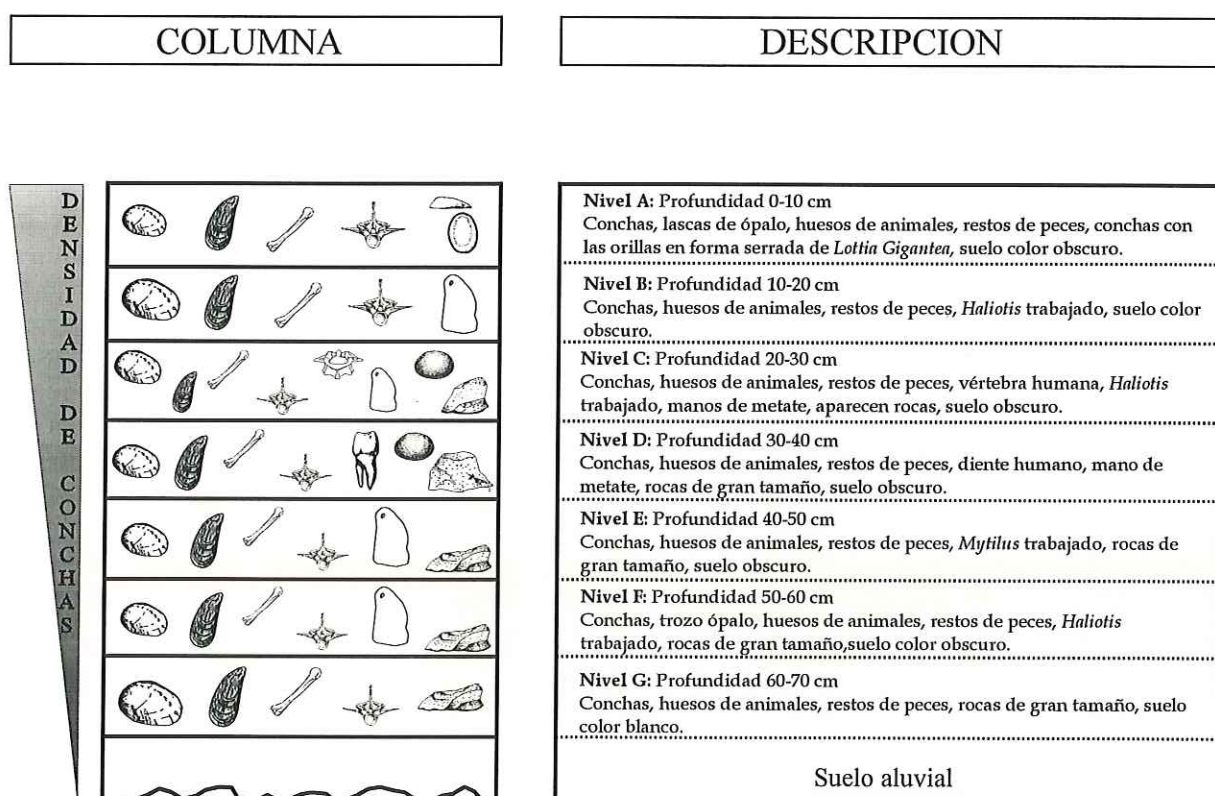 COLUMNA
DESCRIPCION
DENSIDAD DE CONCHAS
Nivel A: Profundidad 0-10 cm
Conchas, lascas de ópalo, huesos de animales, restos de peces, conchas con
las orillas en forma serrada de Lottia Gigantea, suelo color obscuro.
Nivel B: Profundidad 10-20 cm
Conchas, huesos de animales, restos de peces, Haliotis trabajado, suelo color
obscuro.
Nivel C: Profundidad 20-30 cm
Conchas, huesos de animales, restos de peces, vértebra humana, Haliotis
trabajado, manos de metate, aparecen rocas, suelo obscuro.
Nivel D: Profundidad 30-40 cm
Conchas, huesos de animales, restos de peces, diente humano, mano de
metate, rocas de gran tamaño, suelo obscuro.
Nivel E: Profundidad 40-50 cm
Conchas, huesos de animales, restos de peces, Mytilus trabajado, rocas de
gran tamaño, suelo obscuro.
Nivel F: Profundidad 50-60 cm
Conchas, trozo ópalo, huesos de animales, restos de peces, Haliotis
trabajado, rocas de gran tamaño,suelo color obscuro.
Nivel G: Profundidad 60-70 cm
Conchas, huesos de animales, restos de peces, rocas de gran tamaño, suelo
color blanco.
Suelo aluvial